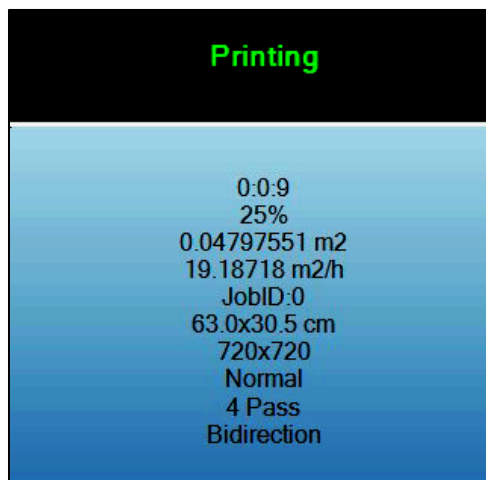 Printing
0:0:9
25%
0.04797551 m2
19.18718 m2/h
JobID:0
63.0x30.5 cm
720x720
Normal
4 Pass
Bidirection